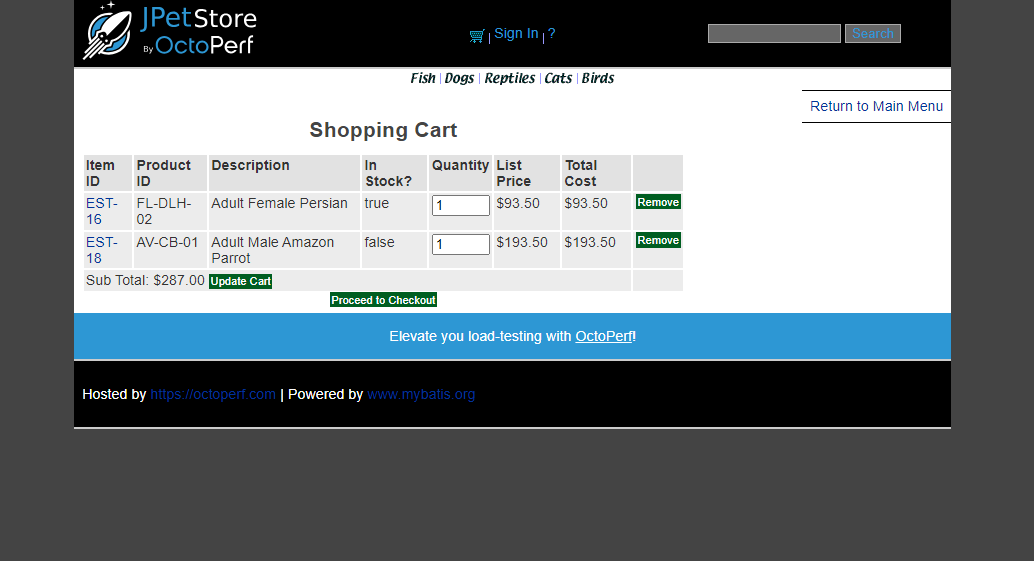 JPetStore
By OctoPerf
| Sign In | ?
Search
Fish | Dogs | Reptiles | Cats | Birds
Return to Main Menu
Shopping Cart
Item ID Product ID Description In Stock? Quantity List Price Total Cost
EST-16 FL-DLH-02 Adult Female Persian true 1 $93.50 $93.50 Remove
EST-18 AV-CB-01 Adult Male Amazon Parrot false 1 $193.50 $193.50 Remove
Sub Total: $287.00 Update Cart
Proceed to Checkout
Elevate you load-testing with OctoPerf!
Hosted by https://octoperf.com | Powered by www.mybatis.org